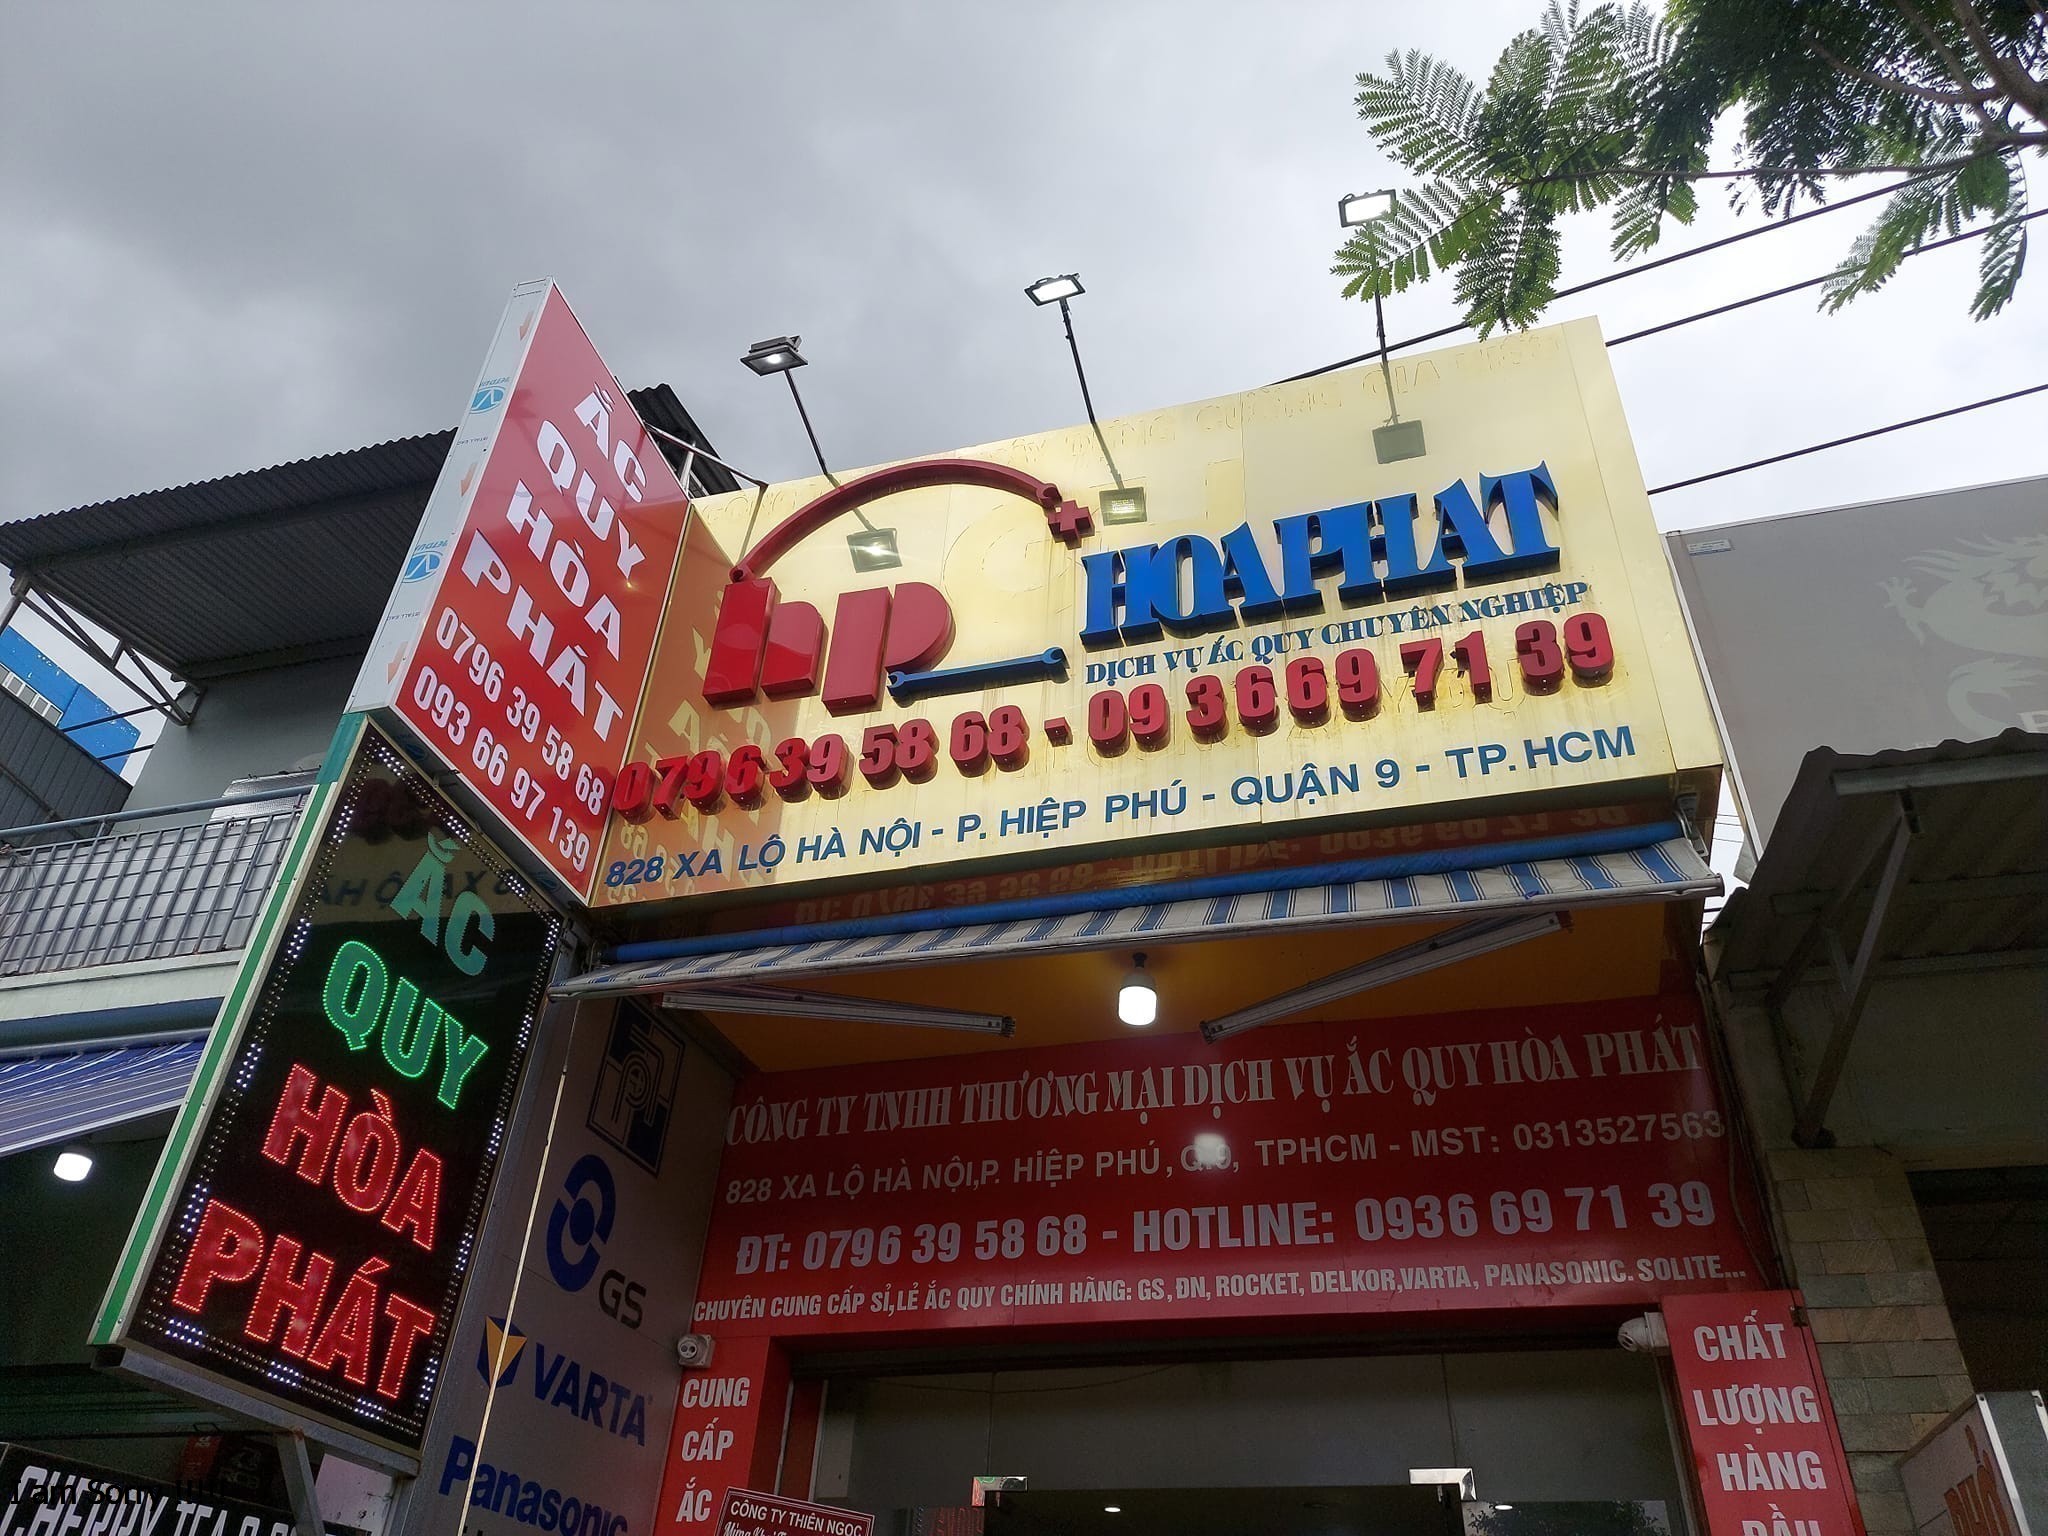 ẮC
QUY
HÒA
PHÁT
0796 39 58 68
093 66 97 139
hp
HOAPHAT
DỊCH VỤ ẮC QUY CHUYÊN NGHIỆP
0796 39 58 68 - 09 3669 71 39
828 XA LỘ HÀ NỘI - P. HIỆP PHÚ - QUẬN 9 - TP. HCM
ẮC
QUY
HÒA
PHÁT
CÔNG TY TNHH THƯƠNG MẠI DỊCH VỤ ẮC QUY HÒA PHÁT
828 XA LỘ HÀ NỘI,P. HIỆP PHÚ, Q.9, TPHCM - MST: 0313527563
ĐT: 0796 39 58 68 - HOTLINE: 0936 69 71 39
CHUYÊN CUNG CẤP SỈ,LẺ ẮC QUY CHÍNH HÃNG: GS, ĐN, ROCKET, DELKOR,VARTA, PANASONIC. SOLITE...
GS
VARTA
Panasonic
CUNG
CẤP
ẮC
CHẤT
LƯỢNG
HÀNG
ĐẦU
CÔNG TY THIÊN NGỌC
CHERRY TEA